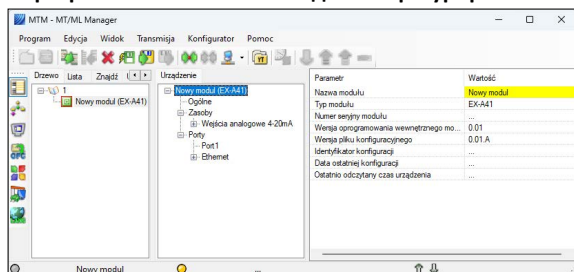 MTM - MT/ML Manager
Program Edycja Widok Transmisja Konfigurator Pomoc
Drzewo Lista Znajdź
1
Nowy moduł (EX-A41)
Urządzenie
Nowy moduł (EX-A41)
Ogólne
Zasoby
Wejścia analogowe 4-20mA
Porty
Port1
Ethernet
Parametr Wartość
Nazwa modułu Nowy moduł
Typ modułu EX-A41
Numer seryjny modułu ...
Wersja oprogramowania wewnętrznego mo... 0.01
Wersja pliku konfiguracyjnego 0.01.A
Identyfikator konfiguracji ...
Data ostatniej konfiguracji ...
Ostatnio odczytany czas urządzenia ...
Nowy moduł ...